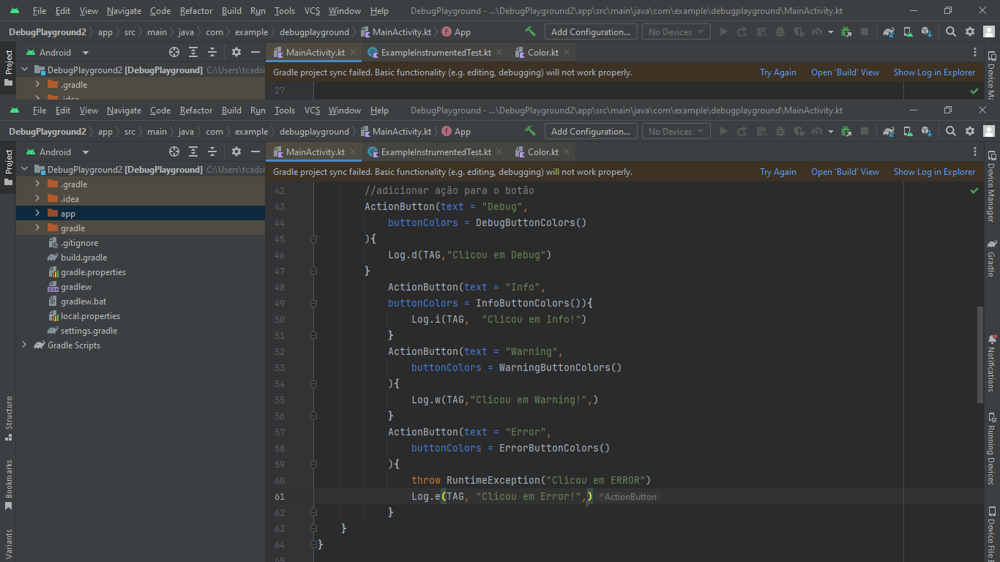 File Edit View Navigate Code Refactor Build Run Tools VCS Window Help DebugPlayground - ...\DebugPlayground2\app\src\main\java\com\example\debugplayground\MainActivity.kt
DebugPlayground2 app src main java com example debugplayground MainActivity.kt App Add Configuration... No Devices
Project
Android
MainActivity.kt ExampleInstrumentedTest.kt Color.kt
DebugPlayground2 [DebugPlayground] C:\Users\tcadsi
Gradle project sync failed. Basic functionality (e.g. editing, debugging) will not work properly. Try Again Open 'Build' View Show Log in Explorer
.gradle
27
.idea
Device Ma
File Edit View Navigate Code Refactor Build Run Tools VCS Window Help DebugPlayground - ...\DebugPlayground2\app\src\main\java\com\example\debugplayground\MainActivity.kt
DebugPlayground2 app src main java com example debugplayground MainActivity.kt App Add Configuration... No Devices
Project
Android
MainActivity.kt ExampleInstrumentedTest.kt Color.kt
DebugPlayground2 [DebugPlayground] C:\Users\tcadsi
Gradle project sync failed. Basic functionality (e.g. editing, debugging) will not work properly. Try Again Open 'Build' View Show Log in Explorer
.gradle
.idea
app
gradle
.gitignore
build.gradle
gradle.properties
gradlew
gradlew.bat
local.properties
settings.gradle
Gradle Scripts
Structure
Bookmarks
Variants
42 //adicionar ação para o botão
43 ActionButton(text = "Debug",
44 buttonColors = DebugButtonColors()
45 ){
46 Log.d(TAG,"Clicou em Debug")
47 }
48 ActionButton(text = "Info",
49 buttonColors = InfoButtonColors()){
50 Log.i(TAG,  "Clicou em Info!")
51 }
52 ActionButton(text = "Warning",
53 buttonColors = WarningButtonColors()
54 ){
55 Log.w(TAG,"Clicou em Warning!",)
56 }
57 ActionButton(text = "Error",
58 buttonColors = ErrorButtonColors()
59 ){
60 throw RuntimeException("Clicou em ERROR")
61 Log.e(TAG, "Clicou em Error!",) ^ActionButton
62 }
63 }
64 }
65
Device Manager
Gradle
Notifications
Running Devices
Device File E